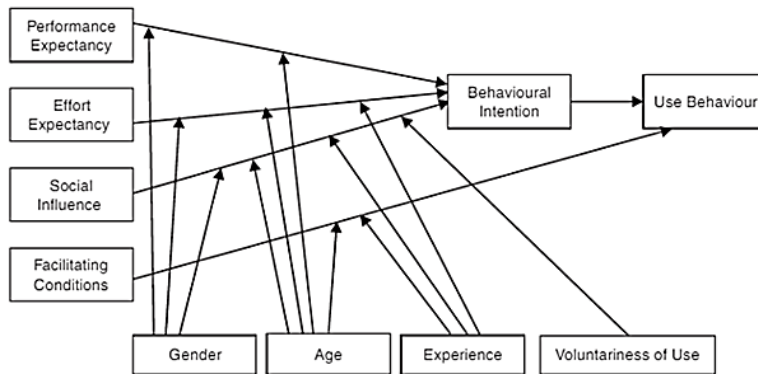 Performance
Expectancy
Effort
Expectancy
Social
Influence
Facilitating
Conditions
Behavioural
Intention
Use Behaviour
Gender
Age
Experience
Voluntariness of Use